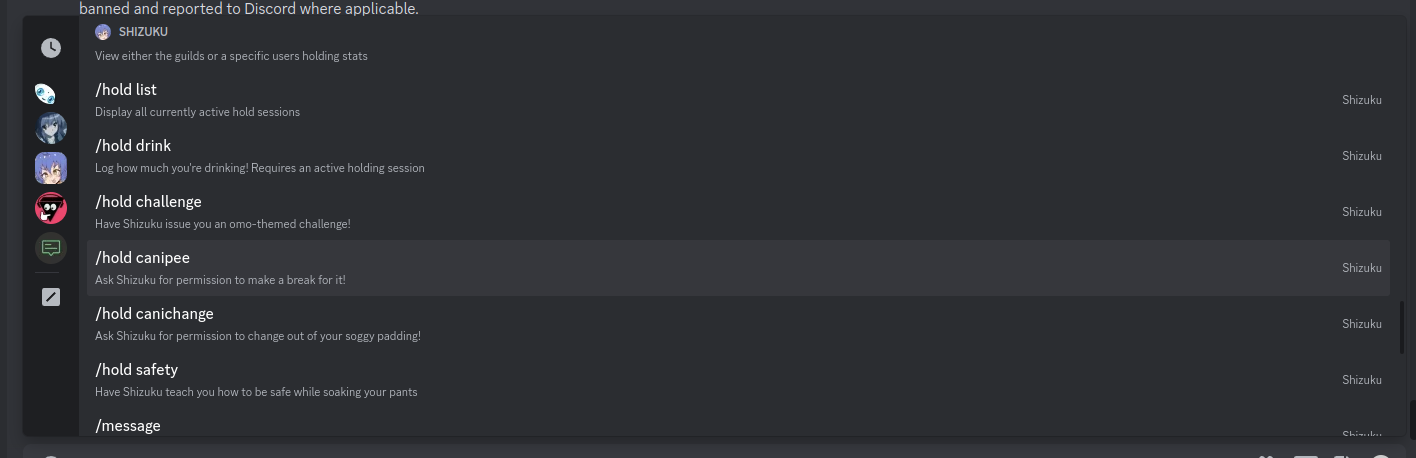 banned and reported to Discord where applicable.
SHIZUKU
View either the guilds or a specific users holding stats
/hold list
Display all currently active hold sessions
Shizuku
/hold drink
Log how much you're drinking! Requires an active holding session
Shizuku
/hold challenge
Have Shizuku issue you an omo-themed challenge!
Shizuku
/hold canipee
Ask Shizuku for permission to make a break for it!
Shizuku
/hold canichange
Ask Shizuku for permission to change out of your soggy padding!
Shizuku
/hold safety
Have Shizuku teach you how to be safe while soaking your pants
Shizuku
/message
Shizuku